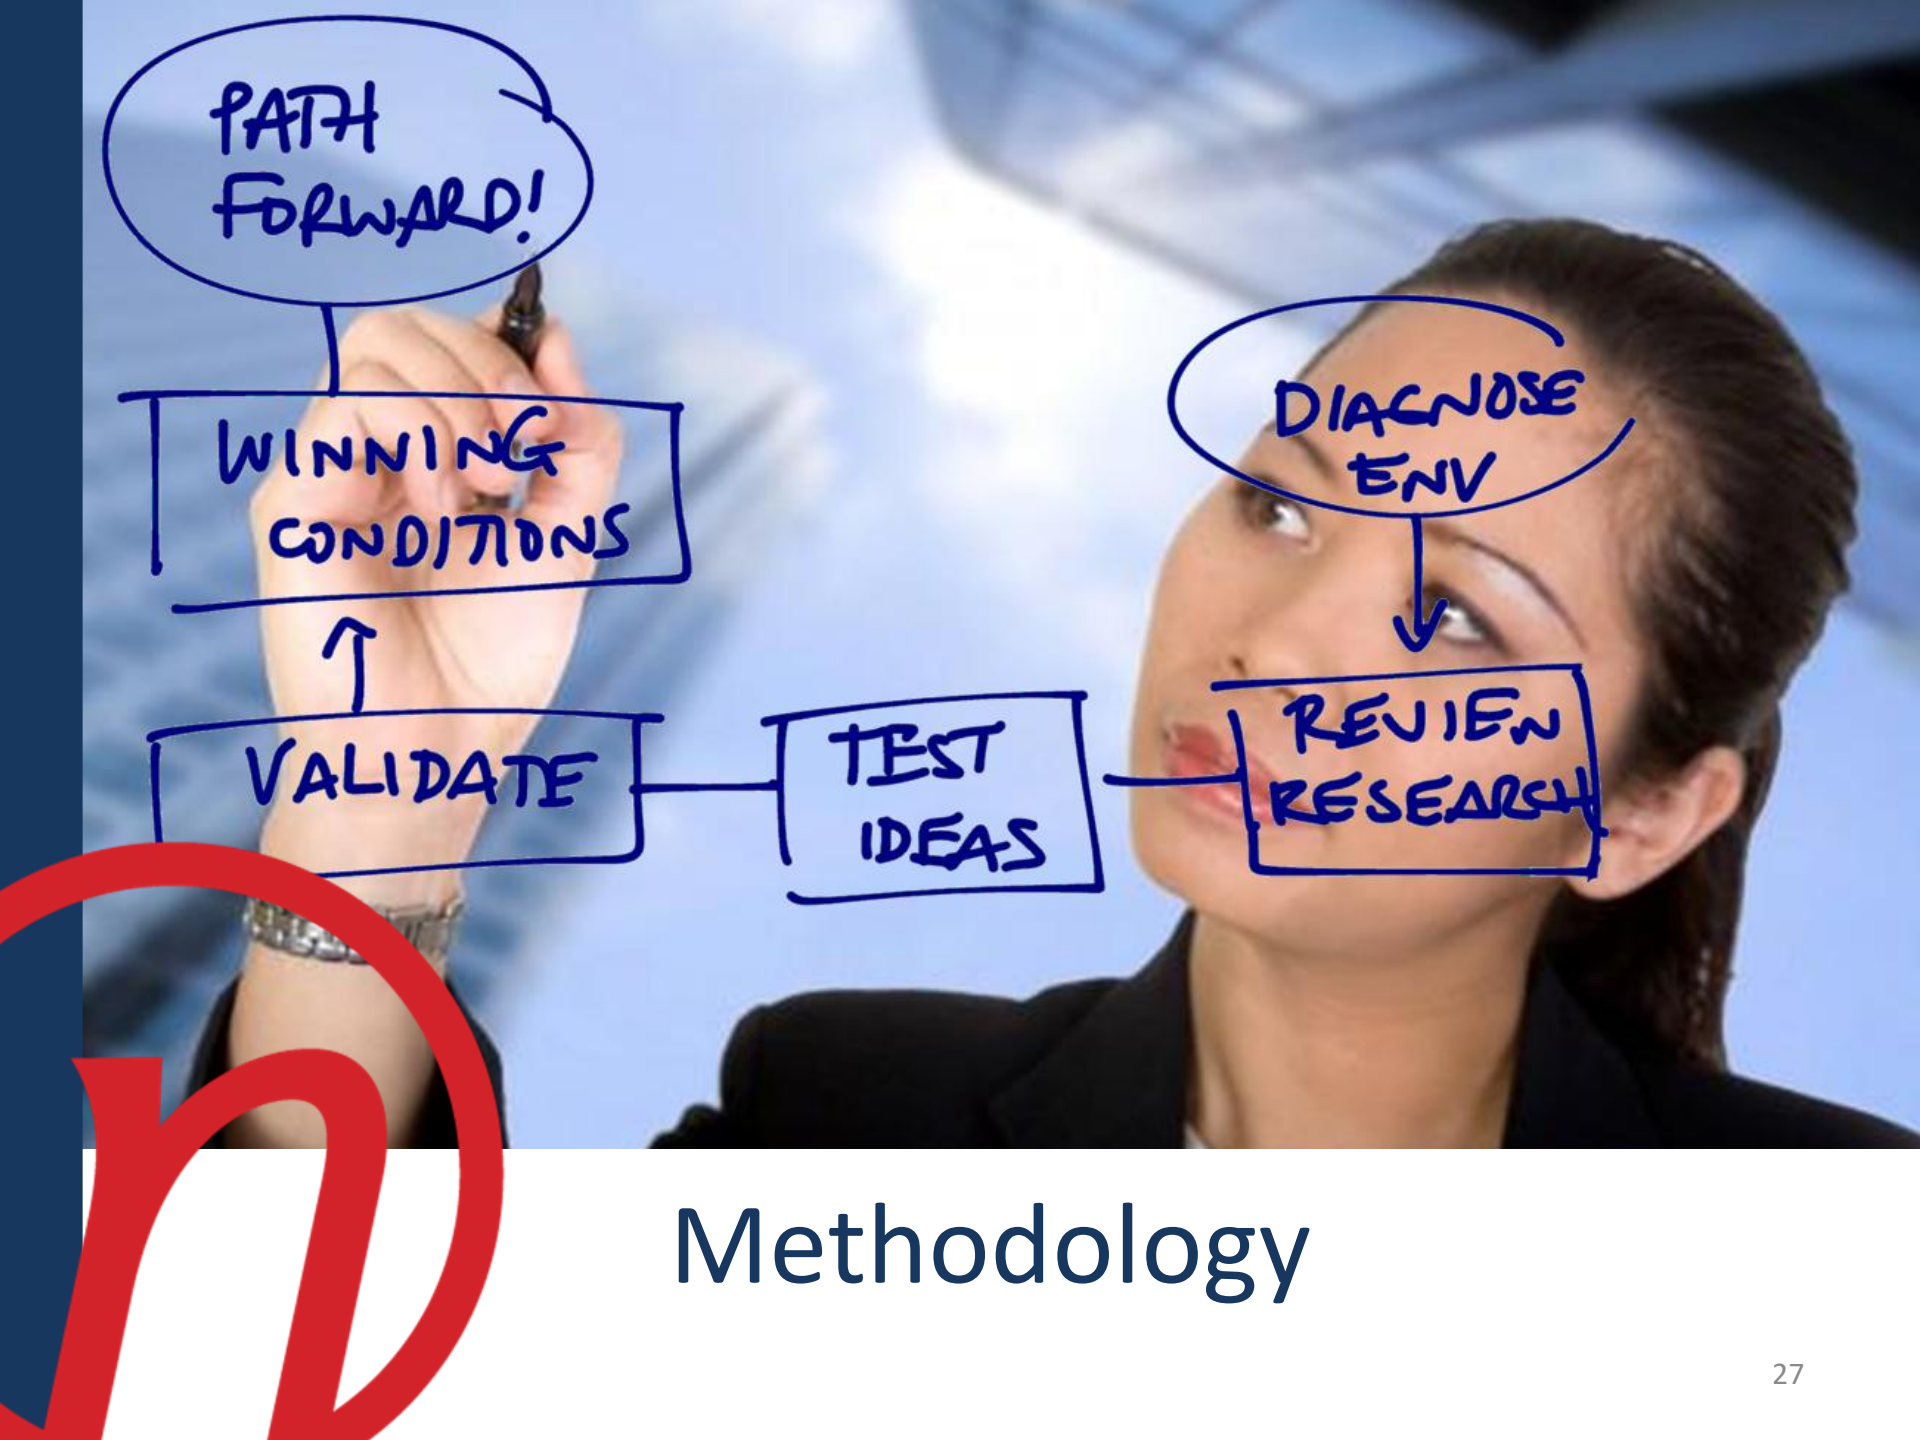 PATH
FORWARD!
DIAGNOSE
ENV
WINNING
CONDITIONS
REVIEW
RESEARCH
TEST
IDEAS
VALIDATE
n
Methodology
27